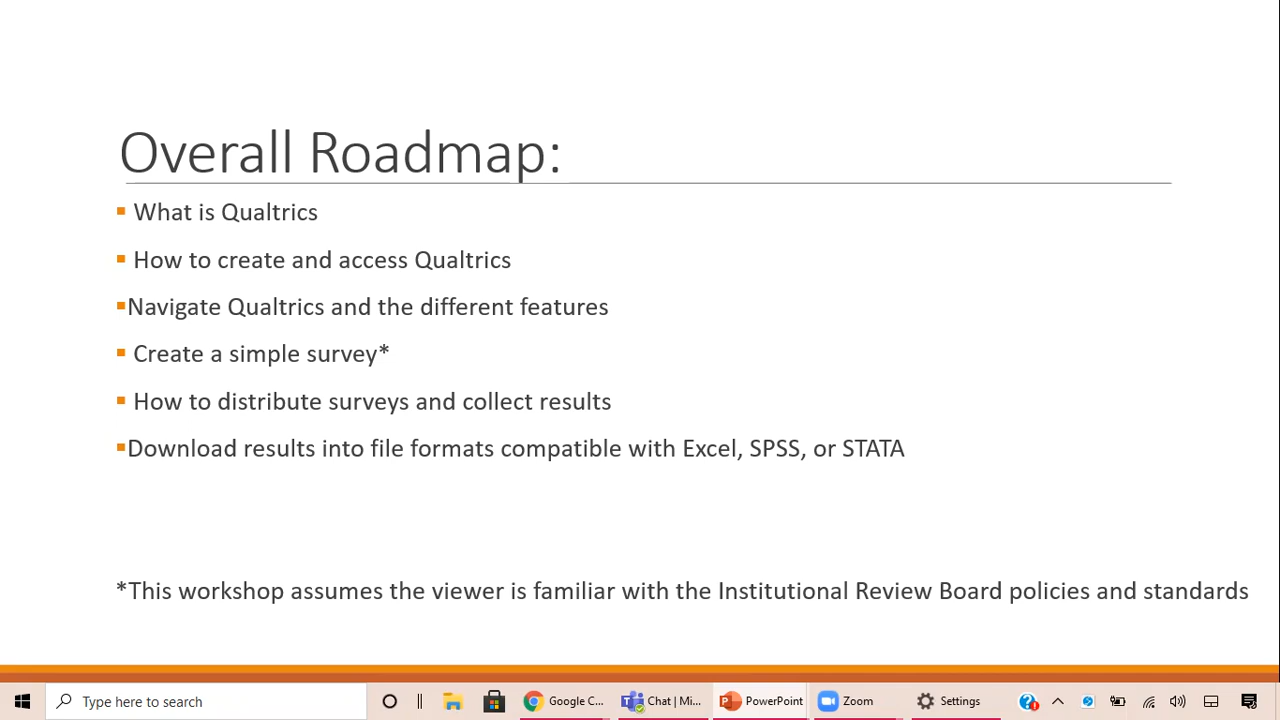 Overall Roadmap:
▪ What is Qualtrics
▪ How to create and access Qualtrics
▪Navigate Qualtrics and the different features
▪ Create a simple survey*
▪ How to distribute surveys and collect results
▪Download results into file formats compatible with Excel, SPSS, or STATA
*This workshop assumes the viewer is familiar with the Institutional Review Board policies and standards
Type here to search
Google C...
Chat | Mi...
PowerPoint
Zoom
Settings